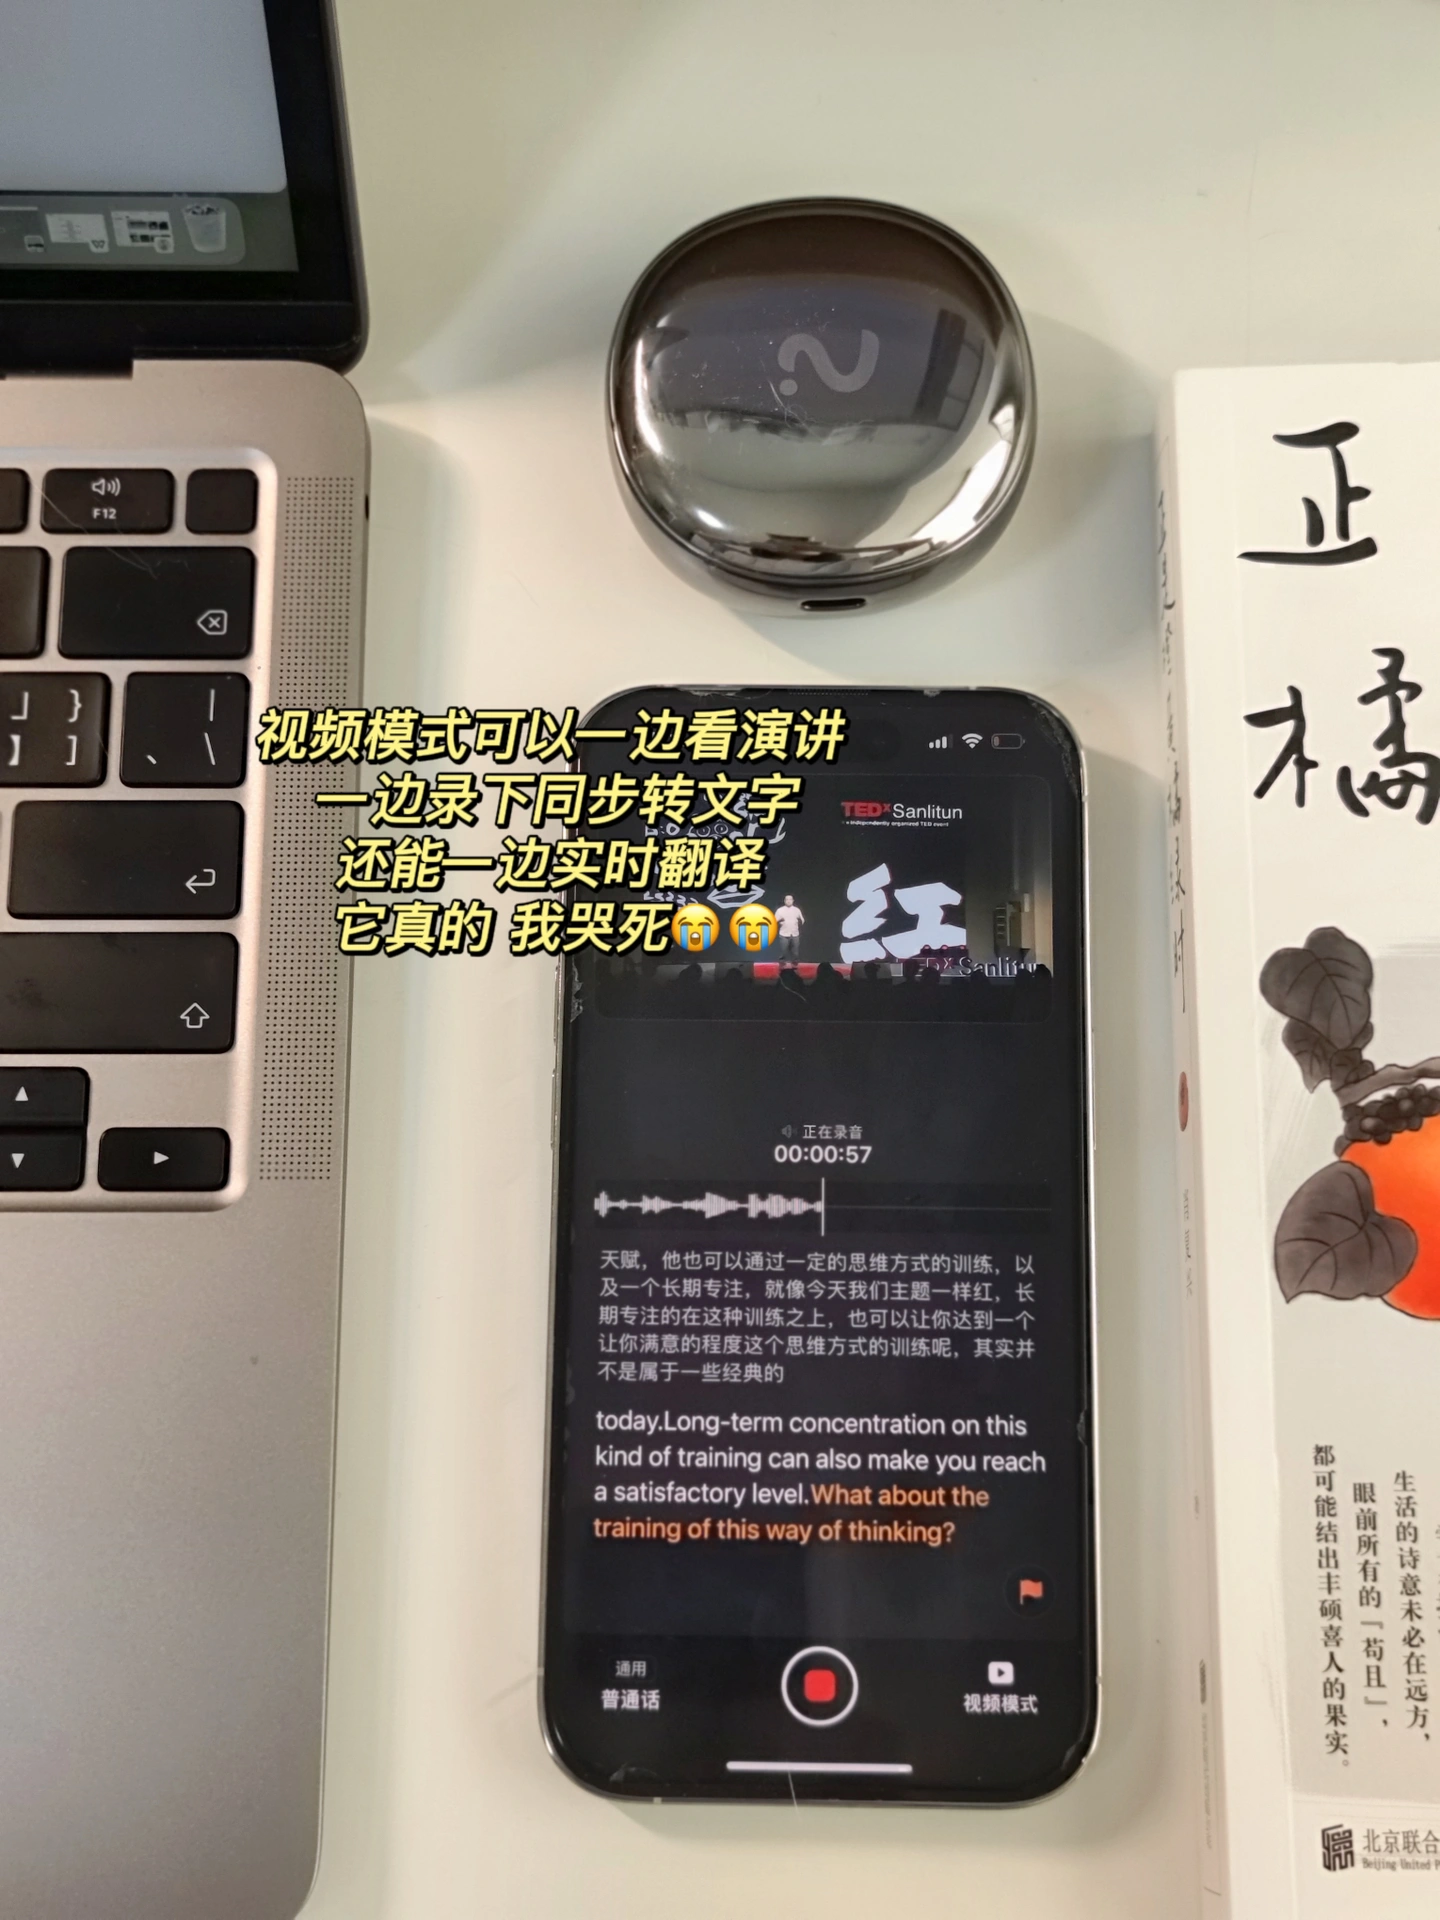 F12
视频模式可以一边看演讲
一边录下同步转文字
还能一边实时翻译
它真的 我哭死😭😭
TEDx Sanlitun
x = independently organized TED event
红
TEDx Sanlitun
正在录音
00:00:57
天赋，他也可以通过一定的思维方式的训练，以
及一个长期专注，就像今天我们主题一样红，长
期专注的在这种训练之上，也可以让你达到一个
让你满意的程度这个思维方式的训练呢，其实并
不是属于一些经典的
today.Long-term concentration on this
kind of training can also make you reach
a satisfactory level.What about the
training of this way of thinking?
通用
普通话
视频模式
正
橘
生活的诗意未必在远方，
眼前所有的「苟且」，
都可能结出丰硕喜人的果实。
北京联合
Beijing United